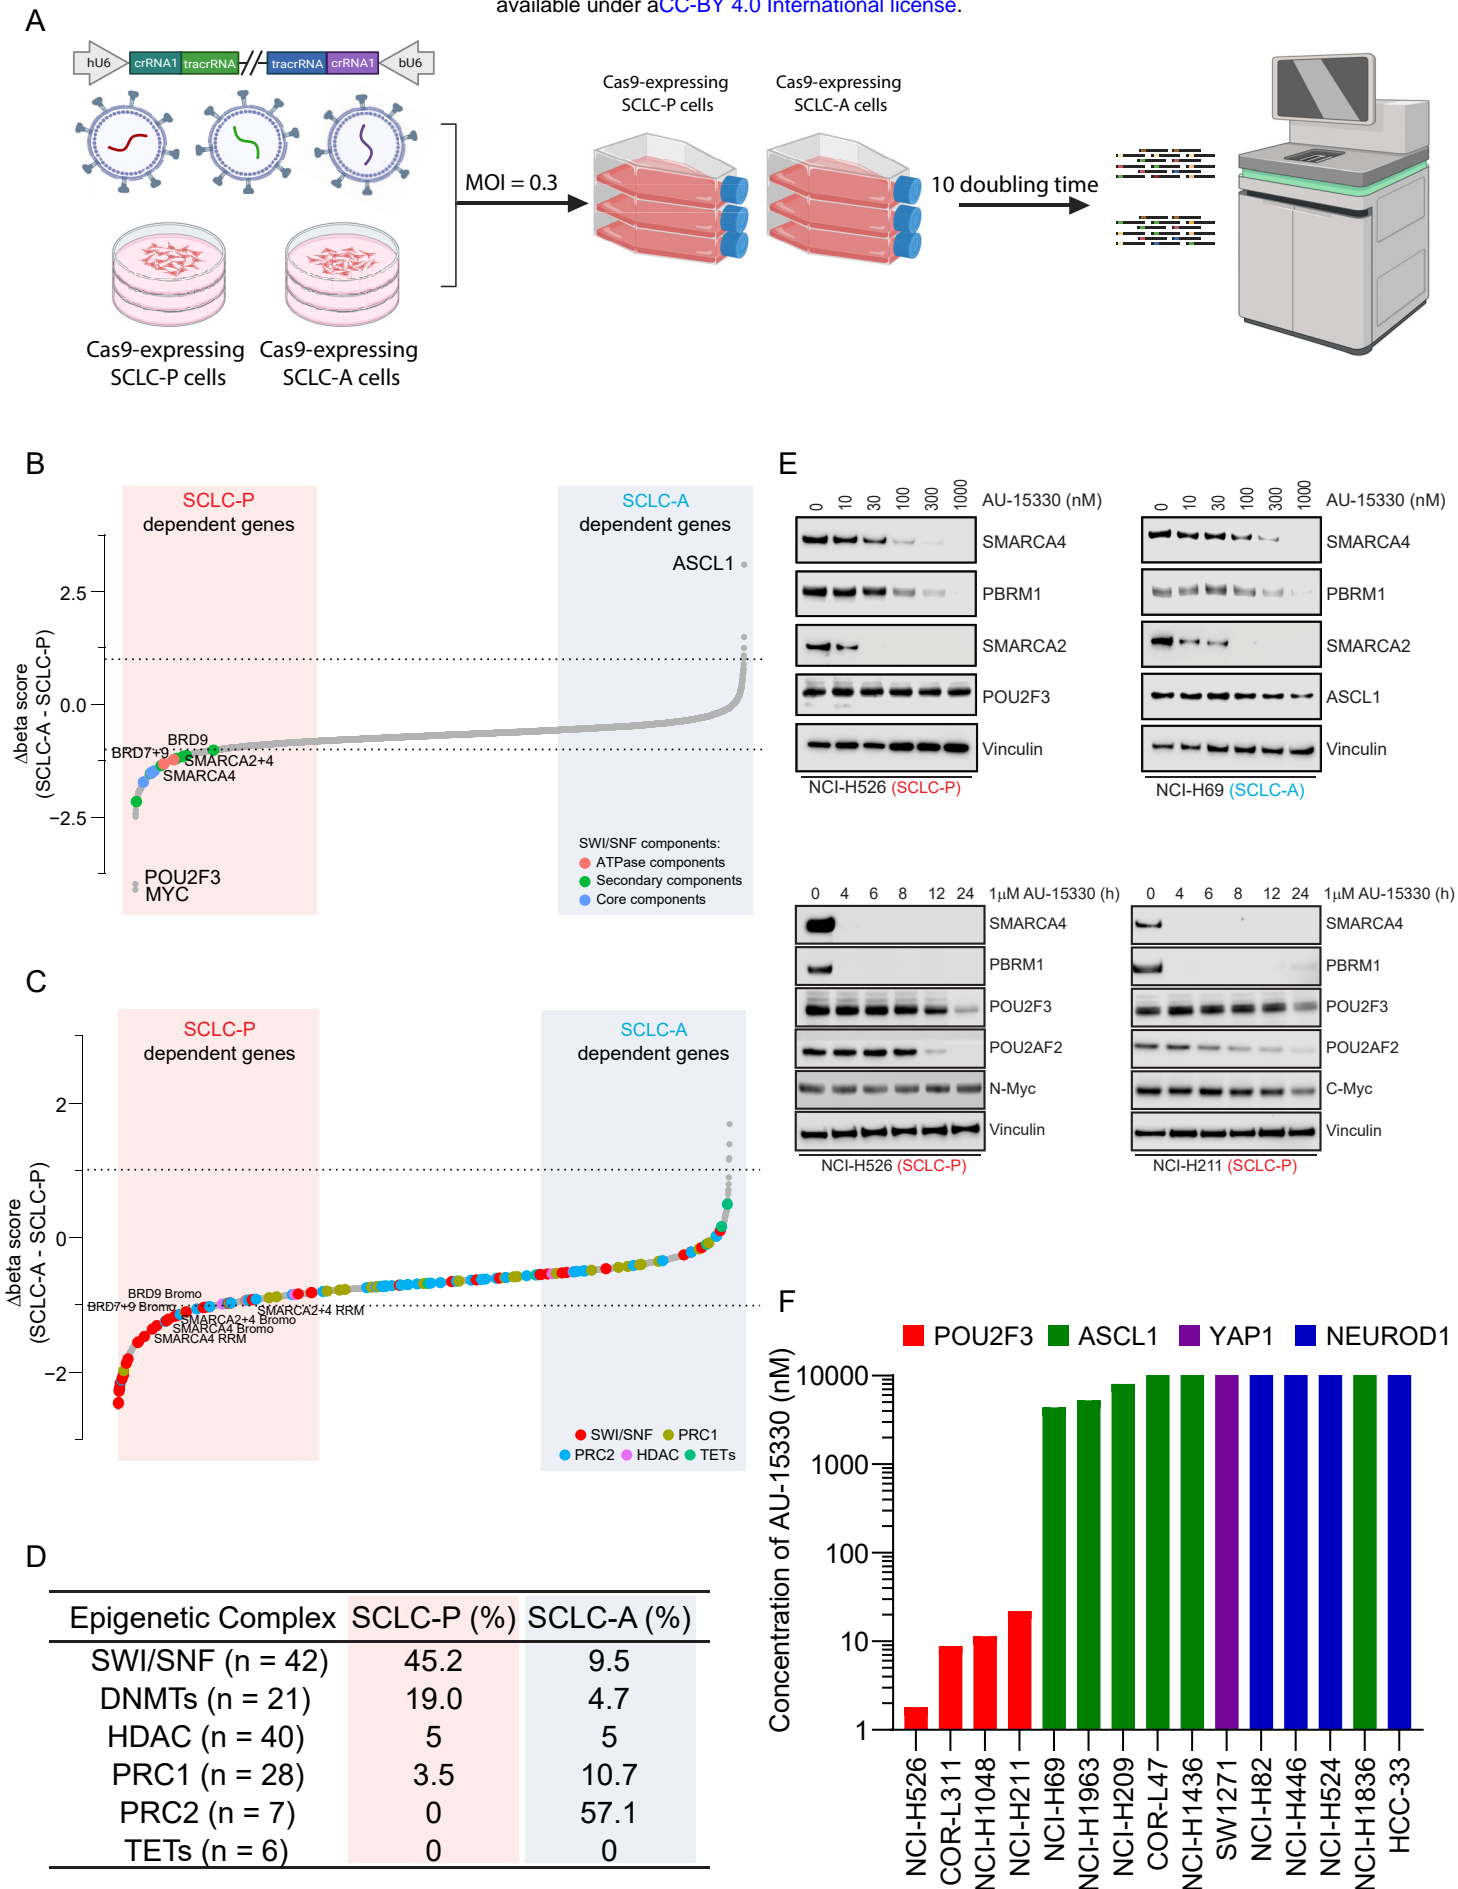 available under aCC-BY 4.0 International license.
A
hU6 crRNA1 tracrRNA tracrRNA crRNA1 bU6
Cas9-expressing
SCLC-P cells
Cas9-expressing
SCLC-A cells
MOI = 0.3
Cas9-expressing
SCLC-P cells
Cas9-expressing
SCLC-A cells
10 doubling time
B
SCLC-P
dependent genes
SCLC-A
dependent genes
Δbeta score
(SCLC-A - SCLC-P)
2.5
0.0
−2.5
ASCL1
BRD9
BRD7+9
SMARCA2+4
SMARCA4
POU2F3
MYC
SWI/SNF components:
ATPase components
Secondary components
Core components
C
SCLC-P
dependent genes
SCLC-A
dependent genes
Δbeta score
(SCLC-A - SCLC-P)
2
0
−2
BRD9 Bromo
BRD7+9 Bromo
SMARCA2+4 RRM
SMARCA2+4 Bromo
SMARCA4 Bromo
SMARCA4 RRM
SWI/SNF PRC1
PRC2 HDAC TETs
D
Epigenetic Complex SCLC-P (%) SCLC-A (%)
SWI/SNF (n = 42) 45.2 9.5
DNMTs (n = 21) 19.0 4.7
HDAC (n = 40) 5 5
PRC1 (n = 28) 3.5 10.7
PRC2 (n = 7) 0 57.1
TETs (n = 6) 0 0
E
0 10 30 100 300 1000 AU-15330 (nM)
SMARCA4
PBRM1
SMARCA2
POU2F3
Vinculin
NCI-H526 (SCLC-P)
0 10 30 100 300 1000 AU-15330 (nM)
SMARCA4
PBRM1
SMARCA2
ASCL1
Vinculin
NCI-H69 (SCLC-A)
0 4 6 8 12 24 1μM AU-15330 (h)
SMARCA4
PBRM1
POU2F3
POU2AF2
N-Myc
Vinculin
NCI-H526 (SCLC-P)
0 4 6 8 12 24 1μM AU-15330 (h)
SMARCA4
PBRM1
POU2F3
POU2AF2
C-Myc
Vinculin
NCI-H211 (SCLC-P)
F
POU2F3 ASCL1 YAP1 NEUROD1
Concentration of AU-15330 (nM)
10000
1000
100
10
1
NCI-H526
COR-L311
NCI-H1048
NCI-H211
NCI-H69
NCI-H1963
NCI-H209
COR-L47
NCI-H1436
SW1271
NCI-H82
NCI-H446
NCI-H524
NCI-H1836
HCC-33